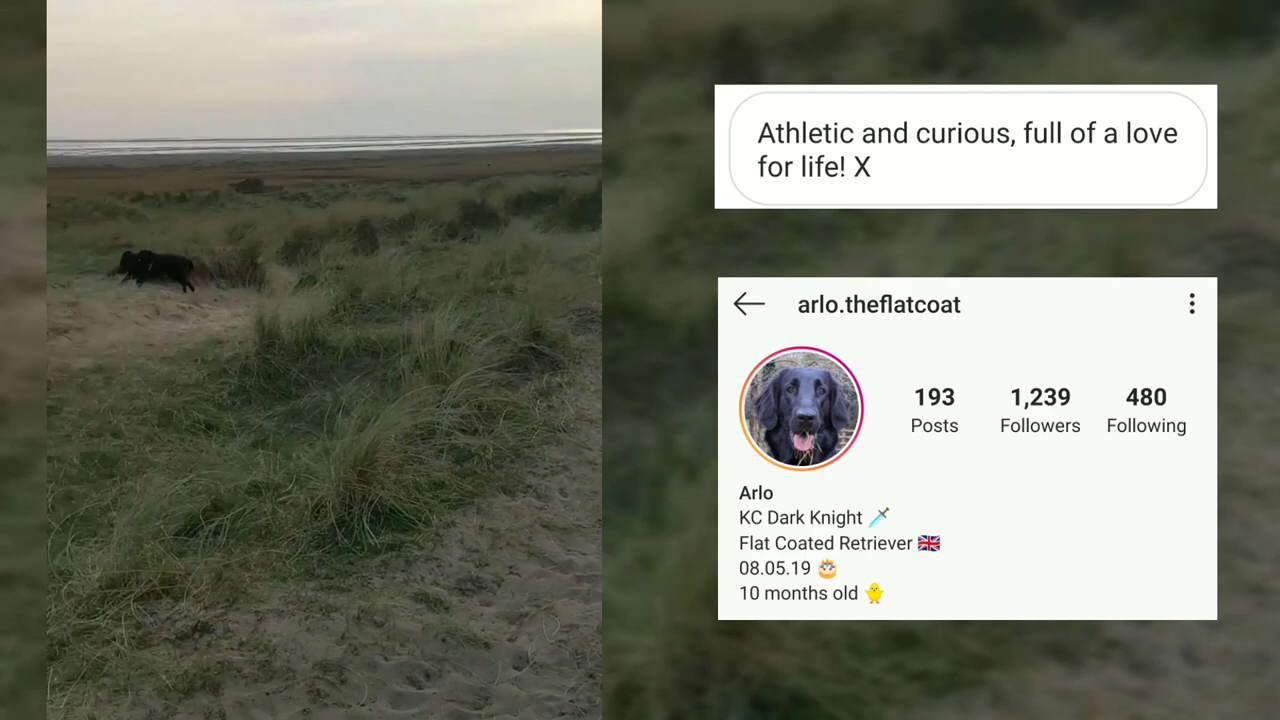 Athletic and curious, full of a love
for life! X
arlo.theflatcoat
193 1,239 480
Posts Followers Following
Arlo
KC Dark Knight 🗡️
Flat Coated Retriever 🇬🇧
08.05.19 🎂
10 months old 🐥